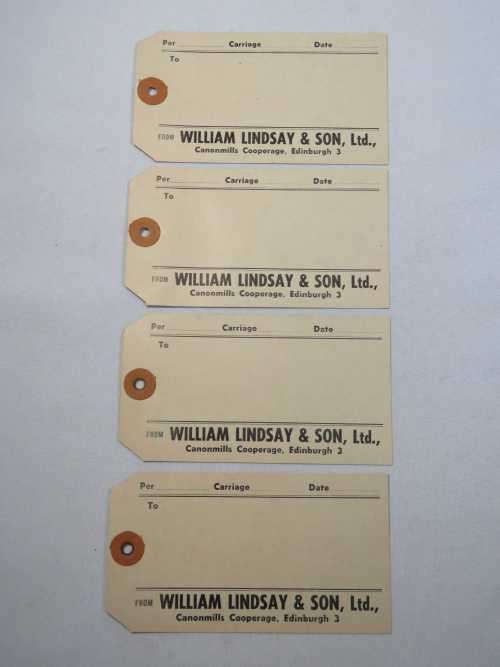 Per Carriage Date
To
FROM WILLIAM LINDSAY & SON, Ltd.,
Canonmills Cooperage, Edinburgh 3
Per Carriage Date
To
FROM WILLIAM LINDSAY & SON, Ltd.,
Canonmills Cooperage, Edinburgh 3
Per Carriage Date
To
FROM WILLIAM LINDSAY & SON, Ltd.,
Canonmills Cooperage, Edinburgh 3
Per Carriage Date
To
FROM WILLIAM LINDSAY & SON, Ltd.,
Canonmills Cooperage, Edinburgh 3